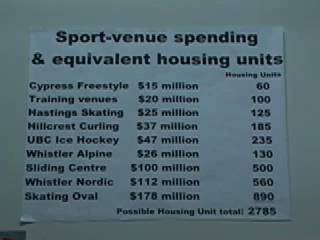 Sport-venue spending
& equivalent housing units
Housing Units
Cypress Freestyle $15 million 60
Training venues $20 million 100
Hastings Skating $25 million 125
Hillcrest Curling $37 million 185
UBC Ice Hockey $47 million 235
Whistler Alpine $26 million 130
Sliding Centre $100 million 500
Whistler Nordic $112 million 560
Skating Oval $178 million 890
Possible Housing Unit total: 2785